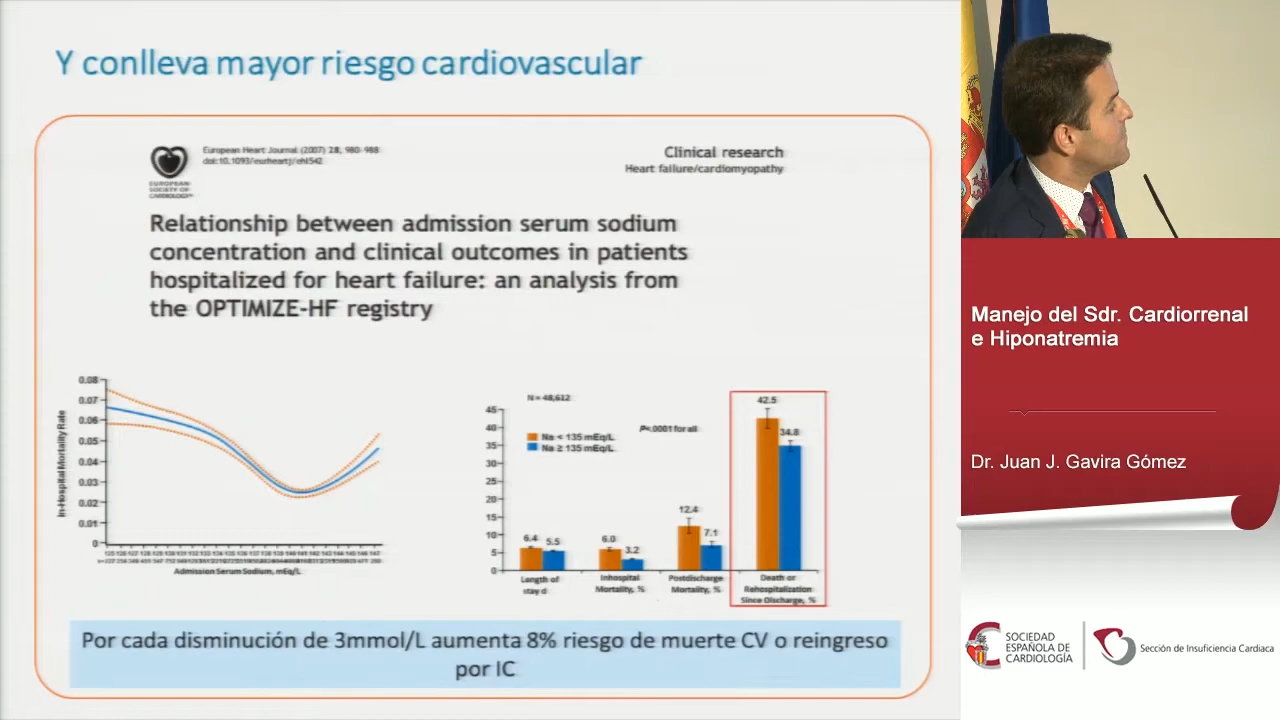 Y conlleva mayor riesgo cardiovascular
European Heart Journal (2007) 28, 980-988
doi:10.1093/eurheartj/ehl542
EUROPEAN
SOCIETY OF
CARDIOLOGY
Clinical research
Heart failure/cardiomyopathy
Relationship between admission serum sodium
concentration and clinical outcomes in patients
hospitalized for heart failure: an analysis from
the OPTIMIZE-HF registry
In-Hospital Mortality Rate
0.08
0.07
0.06
0.05
0.04
0.03
0.02
0.01
0
Admission Serum Sodium, mEq/L
N = 48,612
P<.0001 for all
Na < 135 mEq/L
Na ≥ 135 mEq/L
45
40
35
30
25
20
15
10
5
0
6.4 5.5
6.0 3.2
12.4 7.1
42.5 34.8
Length of
stay d
Inhospital
Mortality, %
Postdischarge
Mortality, %
Death or
Rehospitalization
Since Discharge, %
Por cada disminución de 3mmol/L aumenta 8% riesgo de muerte CV o reingreso
por IC
Manejo del Sdr. Cardiorrenal
e Hiponatremia
Dr. Juan J. Gavira Gómez
SOCIEDAD
ESPAÑOLA DE
CARDIOLOGÍA
Sección de Insuficiencia Cardiaca